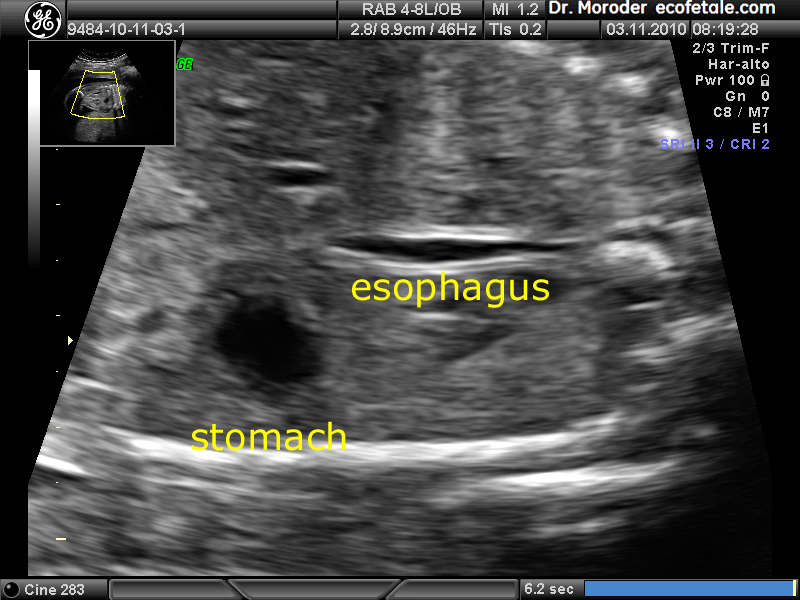 RAB 4-8L/OB MI 1.2 Dr. Moroder ecofetale.com
9484-10-11-03-1 2.8/ 8.9cm / 46Hz TIs 0.2 03.11.2010 08:19:28
2/3 Trim-F
GE
Har-alto
Pwr 100
Gn 0
C8 / M7
E1
SRI II 3 / CRI 2
esophagus
stomach
Cine 283 6.2 sec